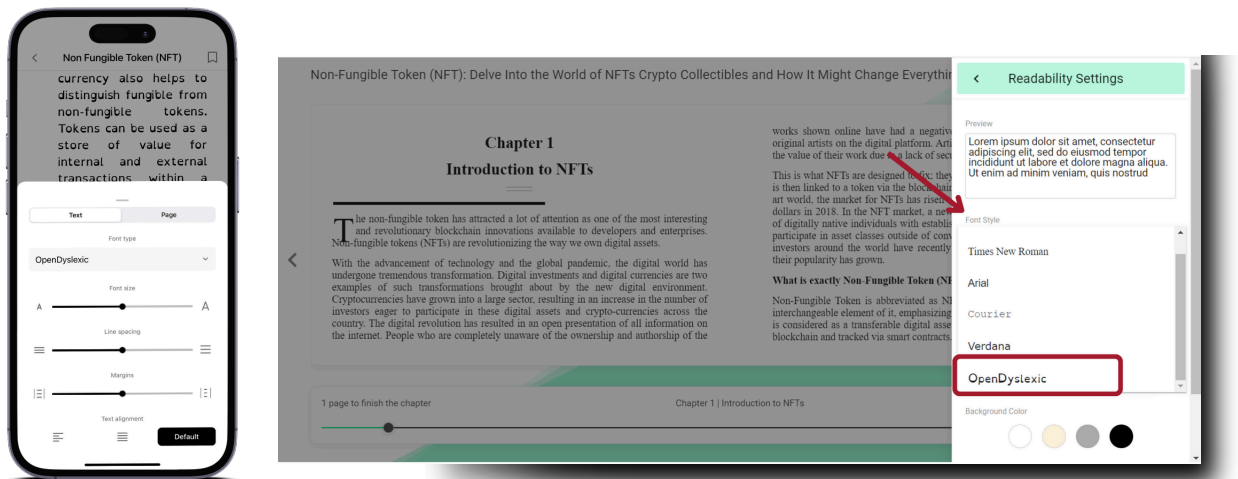 Non Fungible Token (NFT)
currency also helps to
distinguish fungible from
non-fungible tokens.
Tokens can be used as a
store of value for
internal and external
transactions within a
Text
Page
Font type
OpenDyslexic
Font size
A
A
Line spacing
Margins
Text alignment
Default
Non-Fungible Token (NFT): Delve Into the World of NFTs Crypto Collectibles and How It Might Change Everythin
Chapter 1
Introduction to NFTs
The non-fungible token has attracted a lot of attention as one of the most interesting
and revolutionary blockchain innovations available to developers and enterprises.
Non-fungible tokens (NFTs) are revolutionizing the way we own digital assets.
With the advancement of technology and the global pandemic, the digital world has
undergone tremendous transformation. Digital investments and digital currencies are two
examples of such transformations brought about by the new digital environment.
Cryptocurrencies have grown into a large sector, resulting in an increase in the number of
investors eager to participate in these digital assets and crypto-currencies across the
country. The digital revolution has resulted in an open presentation of all information on
the internet. People who are completely unaware of the ownership and authorship of the
works shown online have had a negative
original artists on the digital platform. Arti
the value of their work due to a lack of secu
This is what NFTs are designed to fix; they
is then linked to a token via the blockchain
art world, the market for NFTs has risen
dollars in 2018. In the NFT market, a new
of digitally native individuals with establis
participate in asset classes outside of conv
investors around the world have recently
their popularity has grown.
What is exactly Non-Fungible Token (NF
Non-Fungible Token is abbreviated as NF
interchangeable element of it, emphasizing
is considered as a transferable digital asse
blockchain and tracked via smart contracts.
1 page to finish the chapter
Chapter 1 | Introduction to NFTs
Readability Settings
Preview
Lorem ipsum dolor sit amet, consectetur
adipiscing elit, sed do eiusmod tempor
incididunt ut labore et dolore magna aliqua.
Ut enim ad minim veniam, quis nostrud
Font Style
Times New Roman
Arial
Courier
Verdana
OpenDyslexic
Background Color